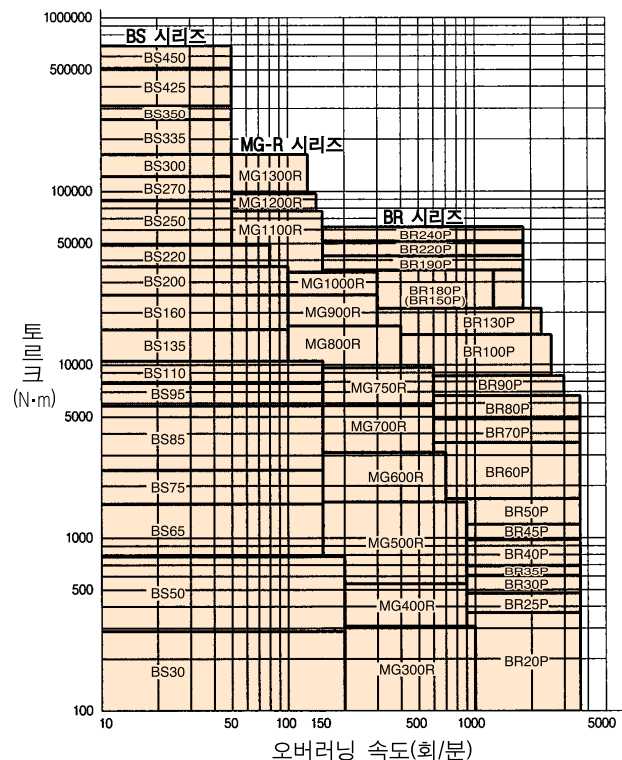 1000000
BS 시리즈
BS450
500000
BS425
BS350
BS335
MG-R 시리즈
BS300
MG1300R
BS270
100000
MG1200R
BR 시리즈
BS250
MG1100R
BR240P
50000
BR220P
BS220
BR190P
BS200
MG1000R
BR180P
(BR150P)
BS160
MG900R
BR130P
BS135
MG800R
BR100P
토르크
(N·m)
10000
BS110
MG750R
BR90P
BS95
BR80P
5000
BS85
MG700R
BR70P
BR60P
BS75
MG600R
BS65
BR50P
BR45P
1000
MG500R
BR40P
BR35P
500
BS50
BR30P
MG400R
BR25P
BS30
MG300R
BR20P
100
10 50 100 150 500 1000 5000
오버러닝 속도(회/분)